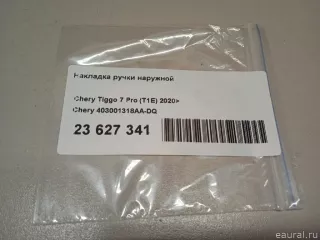 Накладка ручки наружной
Chery Tiggo 7 Pro (T1E) 2020>
Chery 403001318AA-DQ
23 627 341
eaural.ru